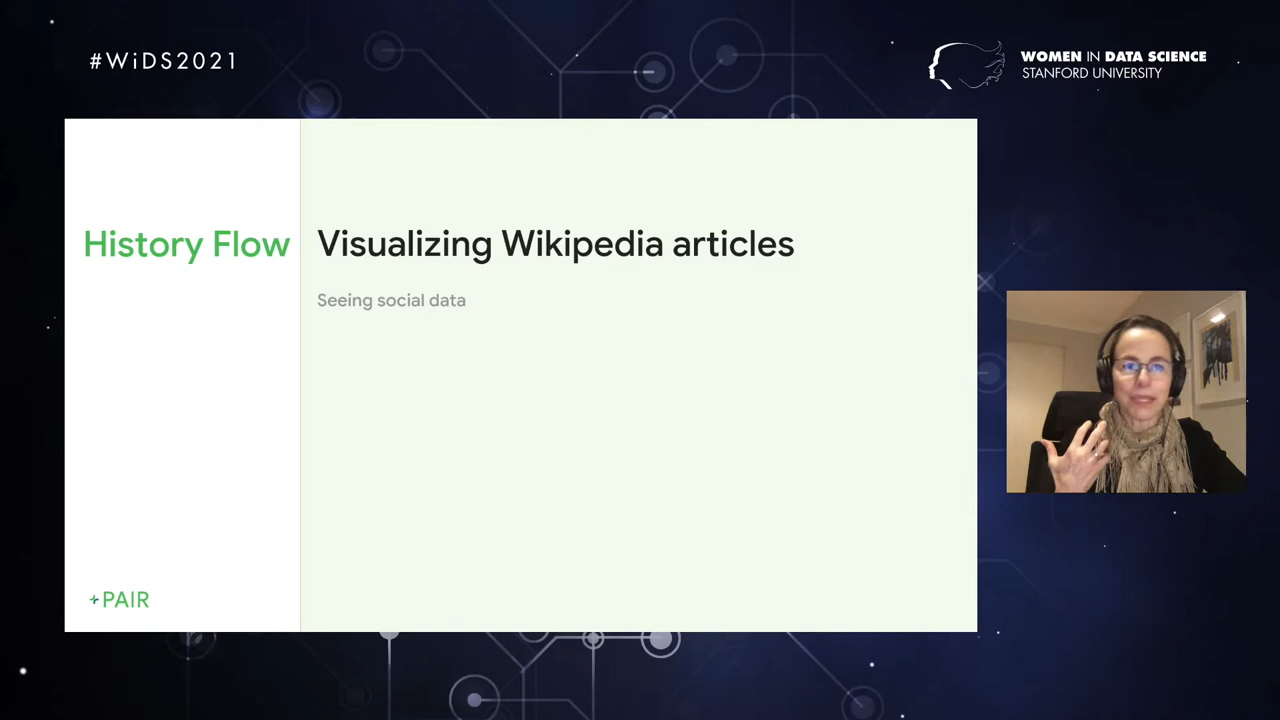 #WiDS2021
WOMEN IN DATA SCIENCE
STANFORD UNIVERSITY
History Flow
Visualizing Wikipedia articles
Seeing social data
+PAIR